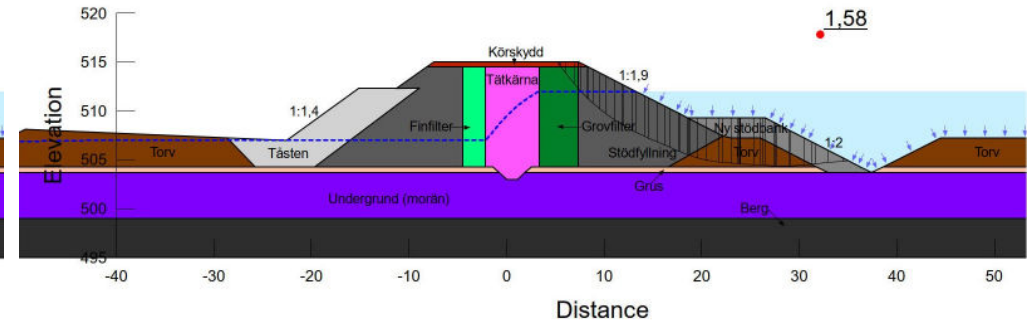 520
1,58
515
Körskydd
Tätkärna
1:1,9
510
1:1,4
Finfilter
Grovfilter
Ny stödbank
1:2
Elevation
505
Torv
Tåsten
Stödfyllning
Torv
Torv
Grus
Undergrund (morän)
500
Berg
495
-40 -30 -20 -10 0 10 20 30 40 50
Distance